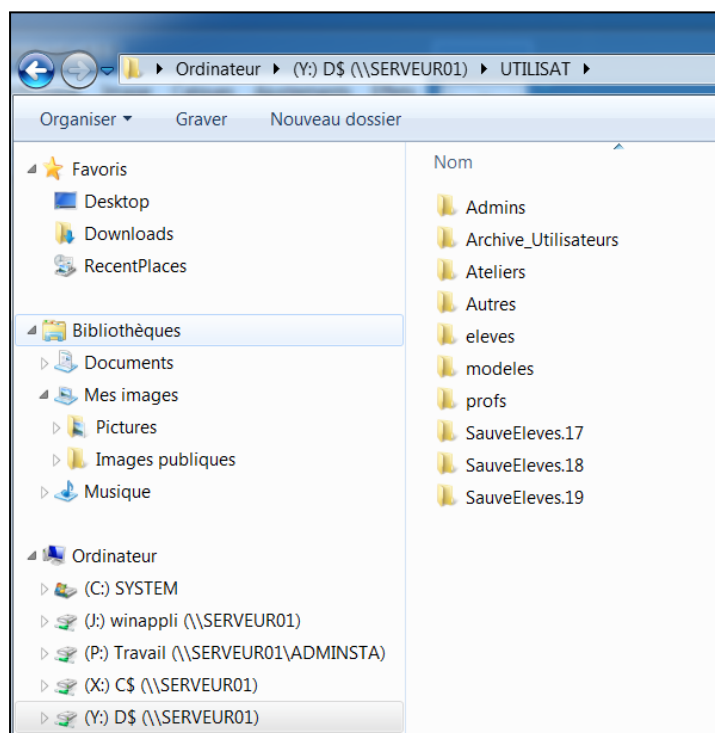 Ordinateur ▸ (Y:) D$ (\\SERVEUR01) ▸ UTILISAT ▸
Organiser ▾ Graver Nouveau dossier
Favoris
Desktop
Downloads
RecentPlaces
Bibliothèques
Documents
Mes images
Pictures
Images publiques
Musique
Ordinateur
(C:) SYSTEM
(J:) winappli (\\SERVEUR01)
(P:) Travail (\\SERVEUR01\ADMINSTA)
(X:) C$ (\\SERVEUR01)
(Y:) D$ (\\SERVEUR01)
Nom
Admins
Archive_Utilisateurs
Ateliers
Autres
eleves
modeles
profs
SauveEleves.17
SauveEleves.18
SauveEleves.19